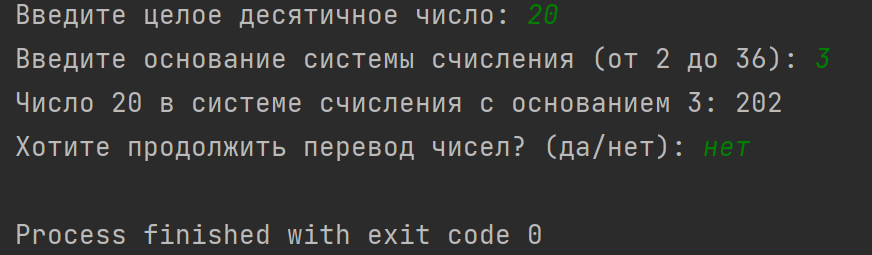 Введите целое десятичное число: 20
Введите основание системы счисления (от 2 до 36): 3
Число 20 в системе счисления с основанием 3: 202
Хотите продолжить перевод чисел? (да/нет): нет
Process finished with exit code 0